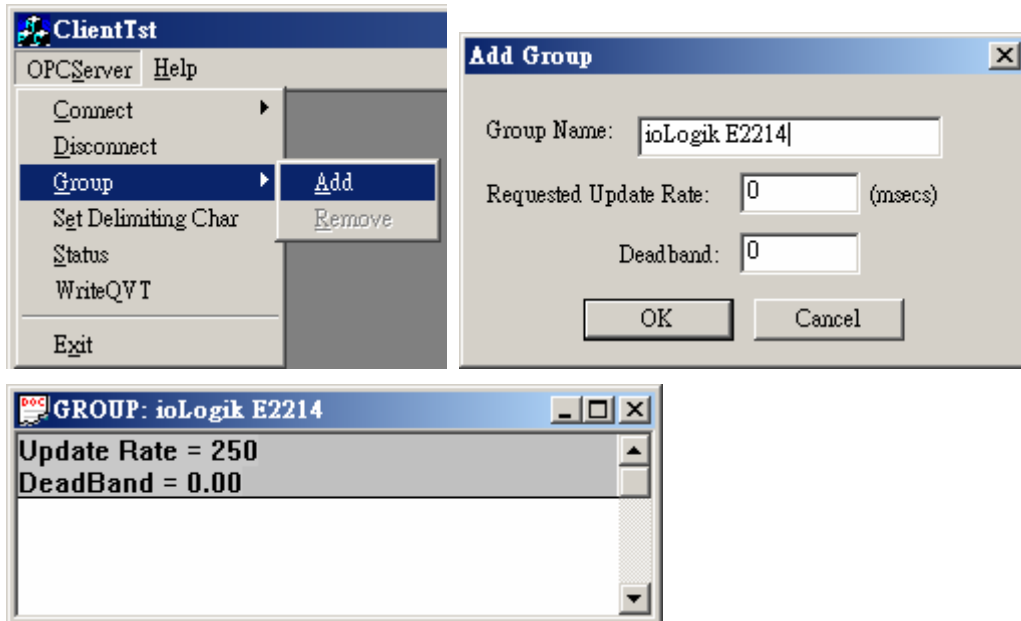 ClientTst
OPCServer Help
Connect
Disconnect
Group
Set Delimiting Char
Status
WriteQVT
Exit
Add
Remove
Add Group
Group Name: ioLogik E2214
Requested Update Rate: 0 (msecs)
Deadband: 0
OK Cancel
DOC
GROUP: ioLogik E2214
Update Rate = 250
DeadBand = 0.00